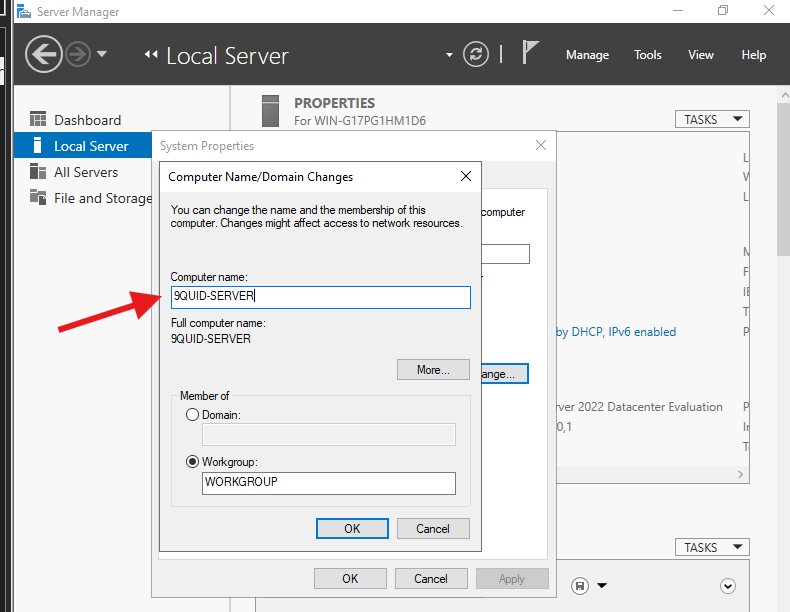 Server Manager
Local Server
Manage
Tools
View
Help
Dashboard
Local Server
All Servers
File and Storage
PROPERTIES
For WIN-G17PG1HM1D6
TASKS
System Properties
computer
ange...
by DHCP, IPv6 enabled
ver 2022 Datacenter Evaluation
0,1
Computer Name/Domain Changes
You can change the name and the membership of this
computer. Changes might affect access to network resources.
Computer name:
9QUID-SERVER
Full computer name:
9QUID-SERVER
More...
Member of
Domain:
Workgroup:
WORKGROUP
OK
Cancel
OK
Cancel
Apply
TASKS